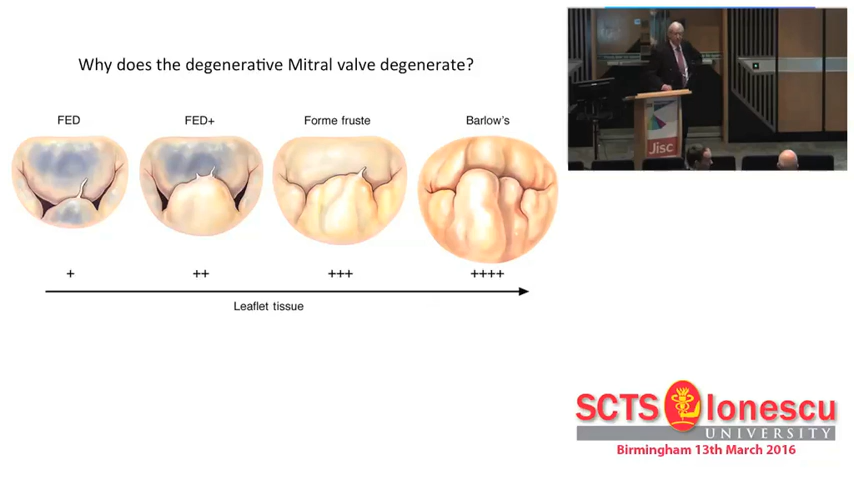 Why does the degenerative Mitral valve degenerate?
FED
FED+
Forme fruste
Barlow's
+
++
+++
++++
Leaflet tissue
Jisc
SCTS Ionescu
UNIVERSITY
Birmingham 13th March 2016